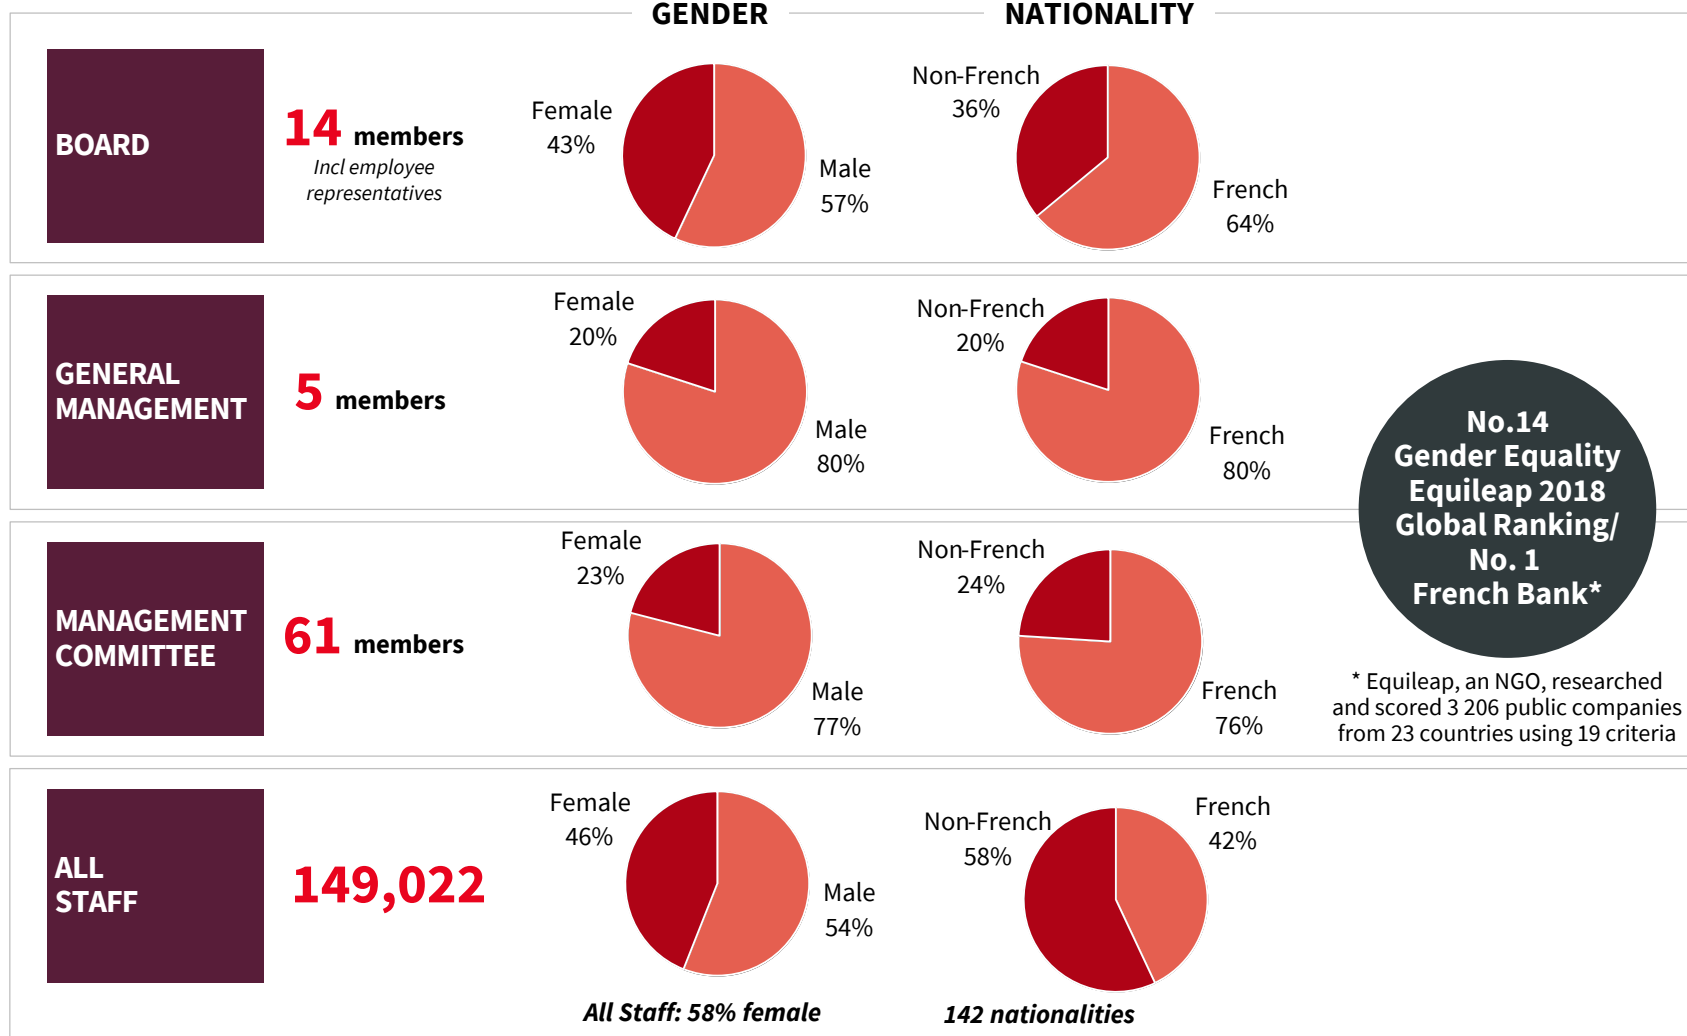 GENDER
NATIONALITY
BOARD
14 members
Incl employee
representatives
Female
43%
Male
57%
Non-French
36%
French
64%
GENERAL
MANAGEMENT
5 members
Female
20%
Male
80%
Non-French
20%
French
80%
No.14
Gender Equality
Equileap 2018
Global Ranking/
No. 1
French Bank*
MANAGEMENT
COMMITTEE
61 members
Female
23%
Male
77%
Non-French
24%
French
76%
* Equileap, an NGO, researched
and scored 3 206 public companies
from 23 countries using 19 criteria
ALL
STAFF
149,022
Female
46%
Male
54%
Non-French
58%
French
42%
All Staff: 58% female
142 nationalities